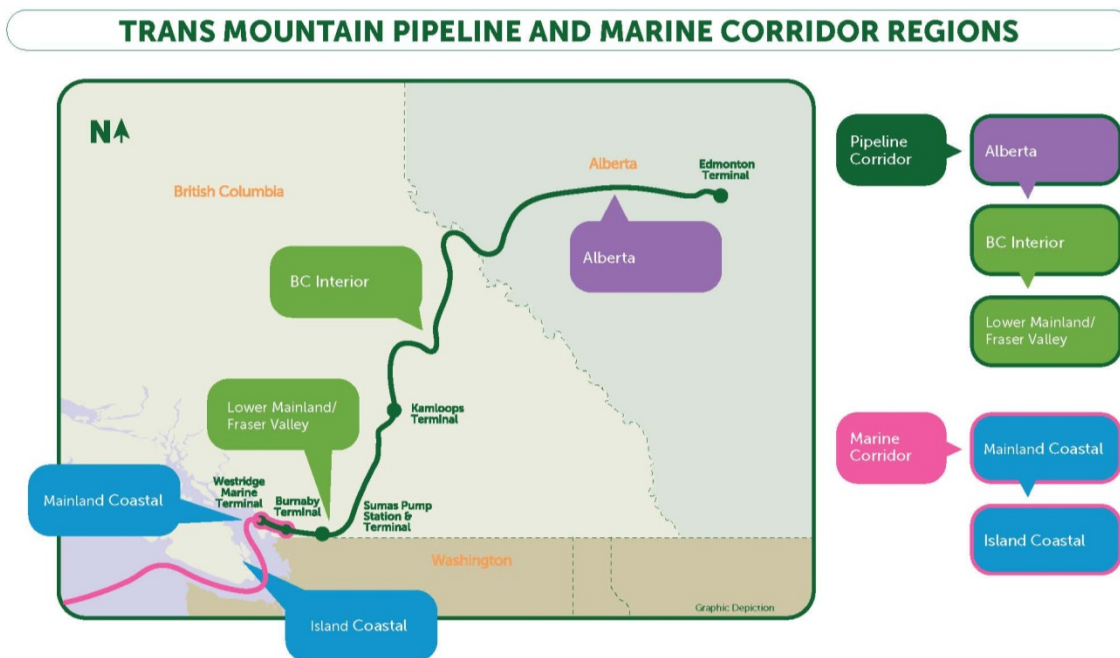 TRANS MOUNTAIN PIPELINE AND MARINE CORRIDOR REGIONS
N
British Columbia
Alberta
Edmonton
Terminal
Alberta
BC Interior
Lower Mainland/
Fraser Valley
Kamloops
Terminal
Mainland Coastal
Westridge
Marine
Terminal
Burnaby
Terminal
Sumas Pump
Station &
Terminal
Washington
Island Coastal
Graphic Depiction
Pipeline
Corridor
Alberta
BC Interior
Lower Mainland/
Fraser Valley
Marine
Corridor
Mainland Coastal
Island Coastal